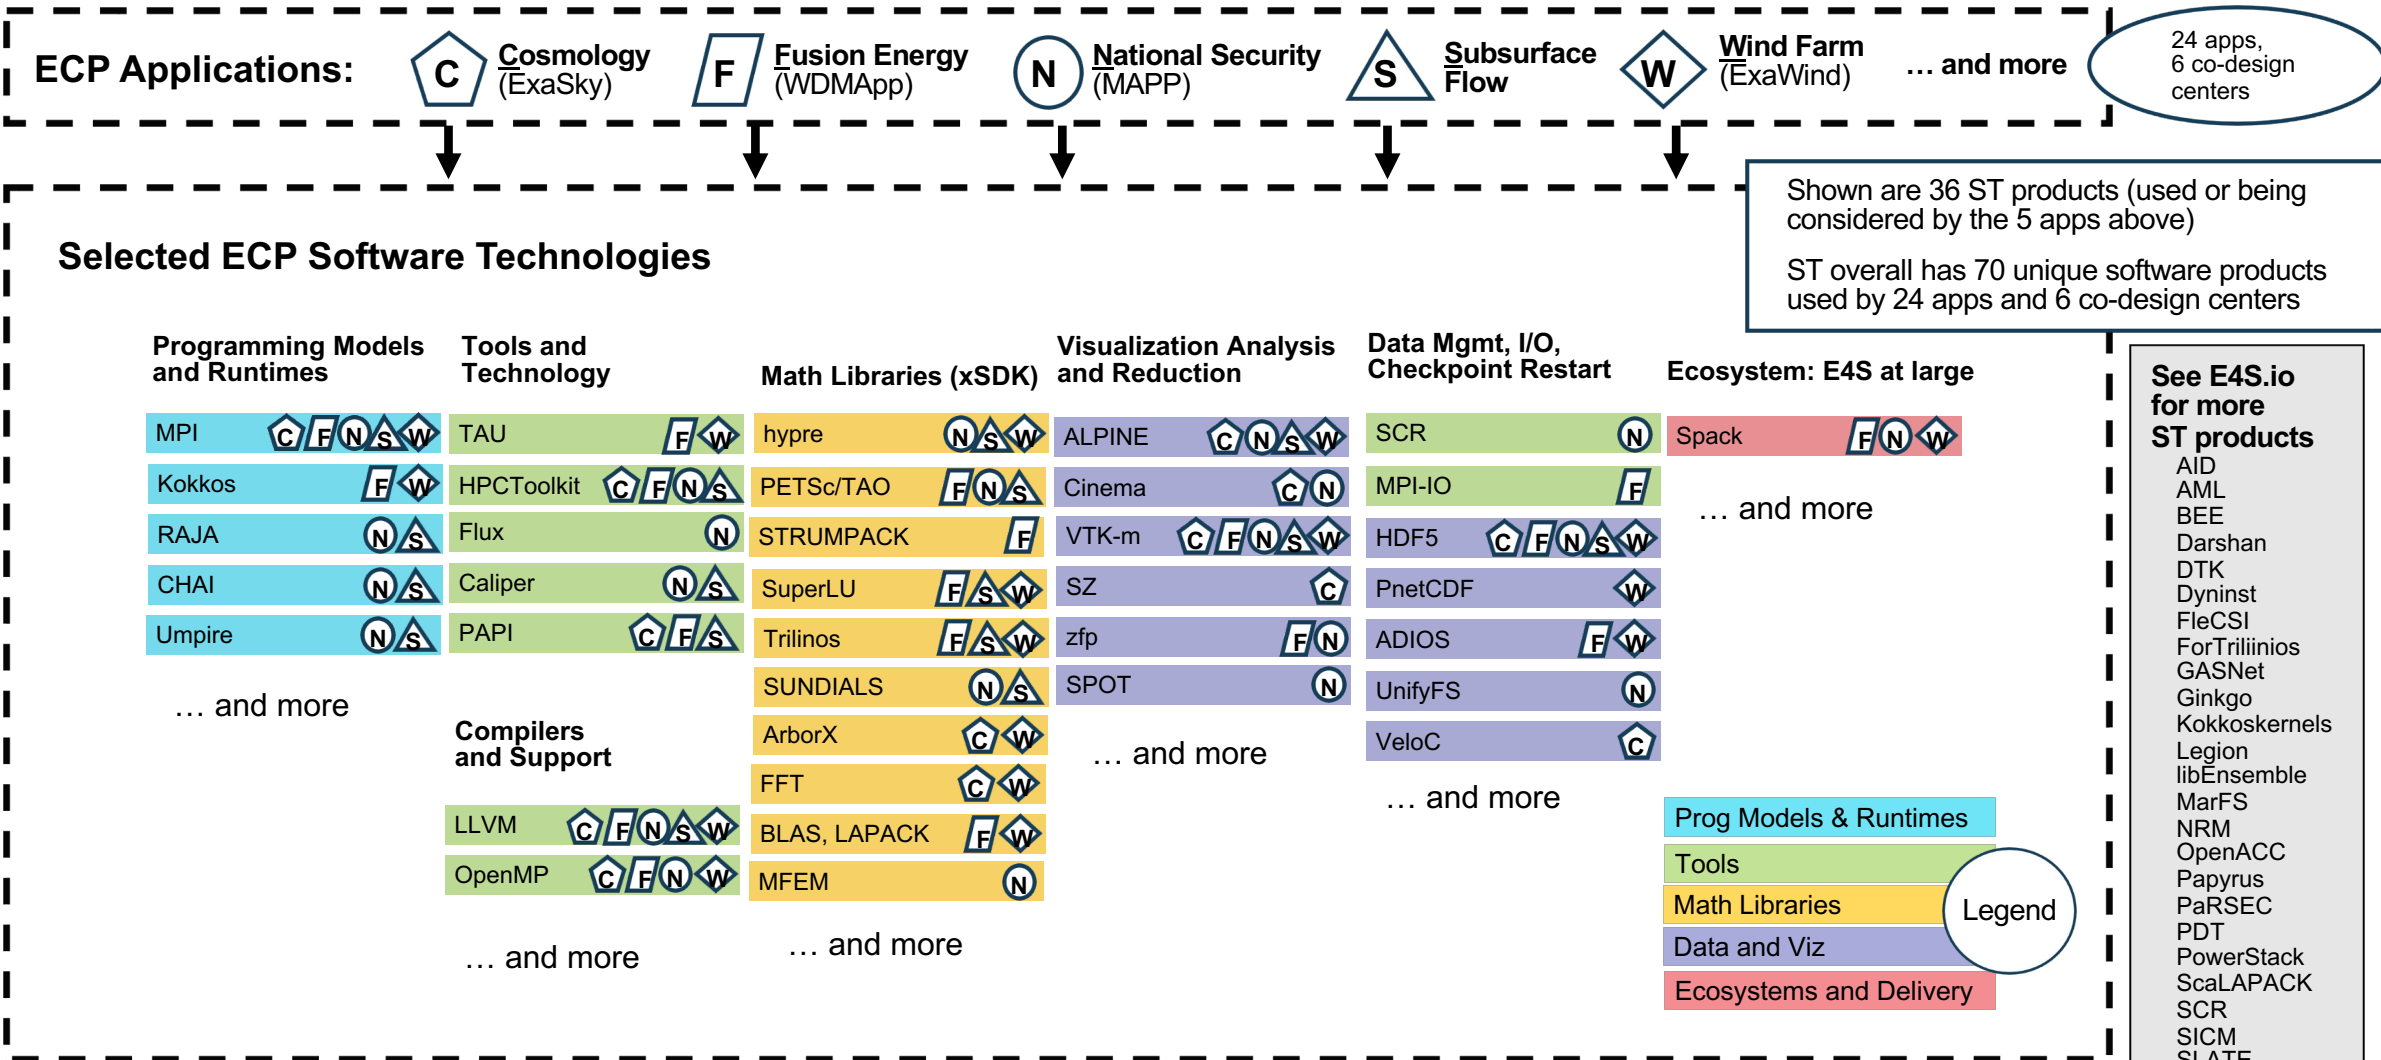 ECP Applications:
C
Cosmology
(ExaSky)
F
Fusion Energy
(WDMApp)
N
National Security
(MAPP)
S
Subsurface
Flow
W
Wind Farm
(ExaWind)
... and more
24 apps,
6 co-design
centers
Shown are 36 ST products (used or being
considered by the 5 apps above)
ST overall has 70 unique software products
used by 24 apps and 6 co-design centers
Selected ECP Software Technologies
Programming Models
and Runtimes
MPI C F N S W
Kokkos F W
RAJA N S
CHAI N S
Umpire N S
… and more
Tools and
Technology
TAU F W
HPCToolkit C F N S
Flux N
Caliper N S
PAPI C F S
Compilers
and Support
LLVM C F N S W
OpenMP C F N W
… and more
Math Libraries (xSDK)
hypre N S W
PETSc/TAO F N S
STRUMPACK F
SuperLU F S W
Trilinos F S W
SUNDIALS N S
ArborX C W
FFT C W
BLAS, LAPACK F W
MFEM N
… and more
Visualization Analysis
and Reduction
ALPINE C N S W
Cinema C N
VTK-m C F N S W
SZ C
zfp F N
SPOT N
… and more
Data Mgmt, I/O,
Checkpoint Restart
SCR N
MPI-IO F
HDF5 C F N S W
PnetCDF W
ADIOS F W
UnifyFS N
VeloC C
… and more
Ecosystem: E4S at large
Spack F N W
… and more
Prog Models & Runtimes
Tools
Math Libraries
Data and Viz
Ecosystems and Delivery
Legend
See E4S.io
for more
ST products
AID
AML
BEE
Darshan
DTK
Dyninst
FleCSI
ForTriliinios
GASNet
Ginkgo
Kokkoskernels
Legion
libEnsemble
MarFS
NRM
OpenACC
Papyrus
PaRSEC
PDT
PowerStack
ScaLAPACK
SCR
SICM
SLATE